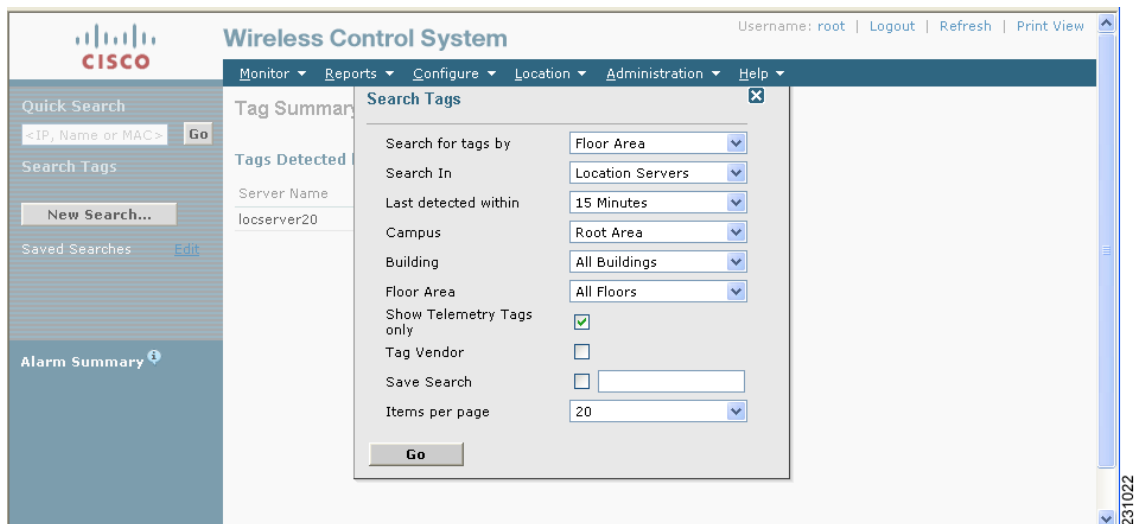 Username: root | Logout | Refresh | Print View
CISCO
Wireless Control System
Monitor Reports Configure Location Administration Help
Quick Search
<IP, Name or MAC> Go
Search Tags
New Search...
Saved Searches Edit
Alarm Summary
Tag Summary
Tags Detected
Server Name
locserver20
Search Tags
Search for tags by Floor Area
Search In Location Servers
Last detected within 15 Minutes
Campus Root Area
Building All Buildings
Floor Area All Floors
Show Telemetry Tags
only
Tag Vendor
Save Search
Items per page 20
Go
231022